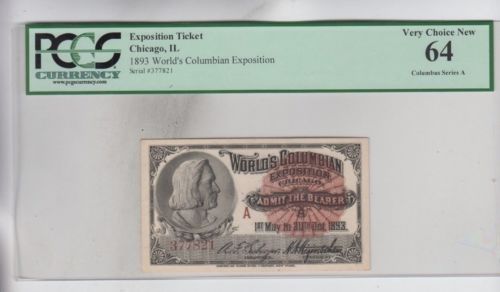 PCGS
CURRENCY
www.pcgscurrency.com
Exposition Ticket
Chicago, IL
1893 World's Columbian Exposition
Serial #377821
Very Choice New
64
Columbus Series A
WORLD'S COLUMBIAN
EXPOSITION
CHICAGO
ADMIT THE BEARER
A A
1ST MAY TO 31ST OCT. 1893.
377821